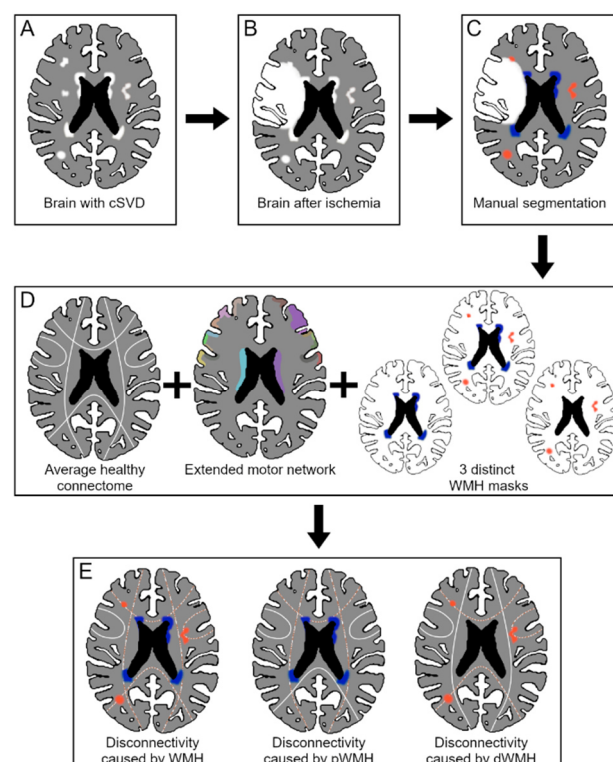 A
B
C
Brain with cSVD
Brain after ischemia
Manual segmentation
D
Average healthy
connectome
Extended motor network
3 distinct
WMH masks
E
Disconnectivity
caused by WMH
Disconnectivity
caused by pWMH
Disconnectivity
caused by dWMH